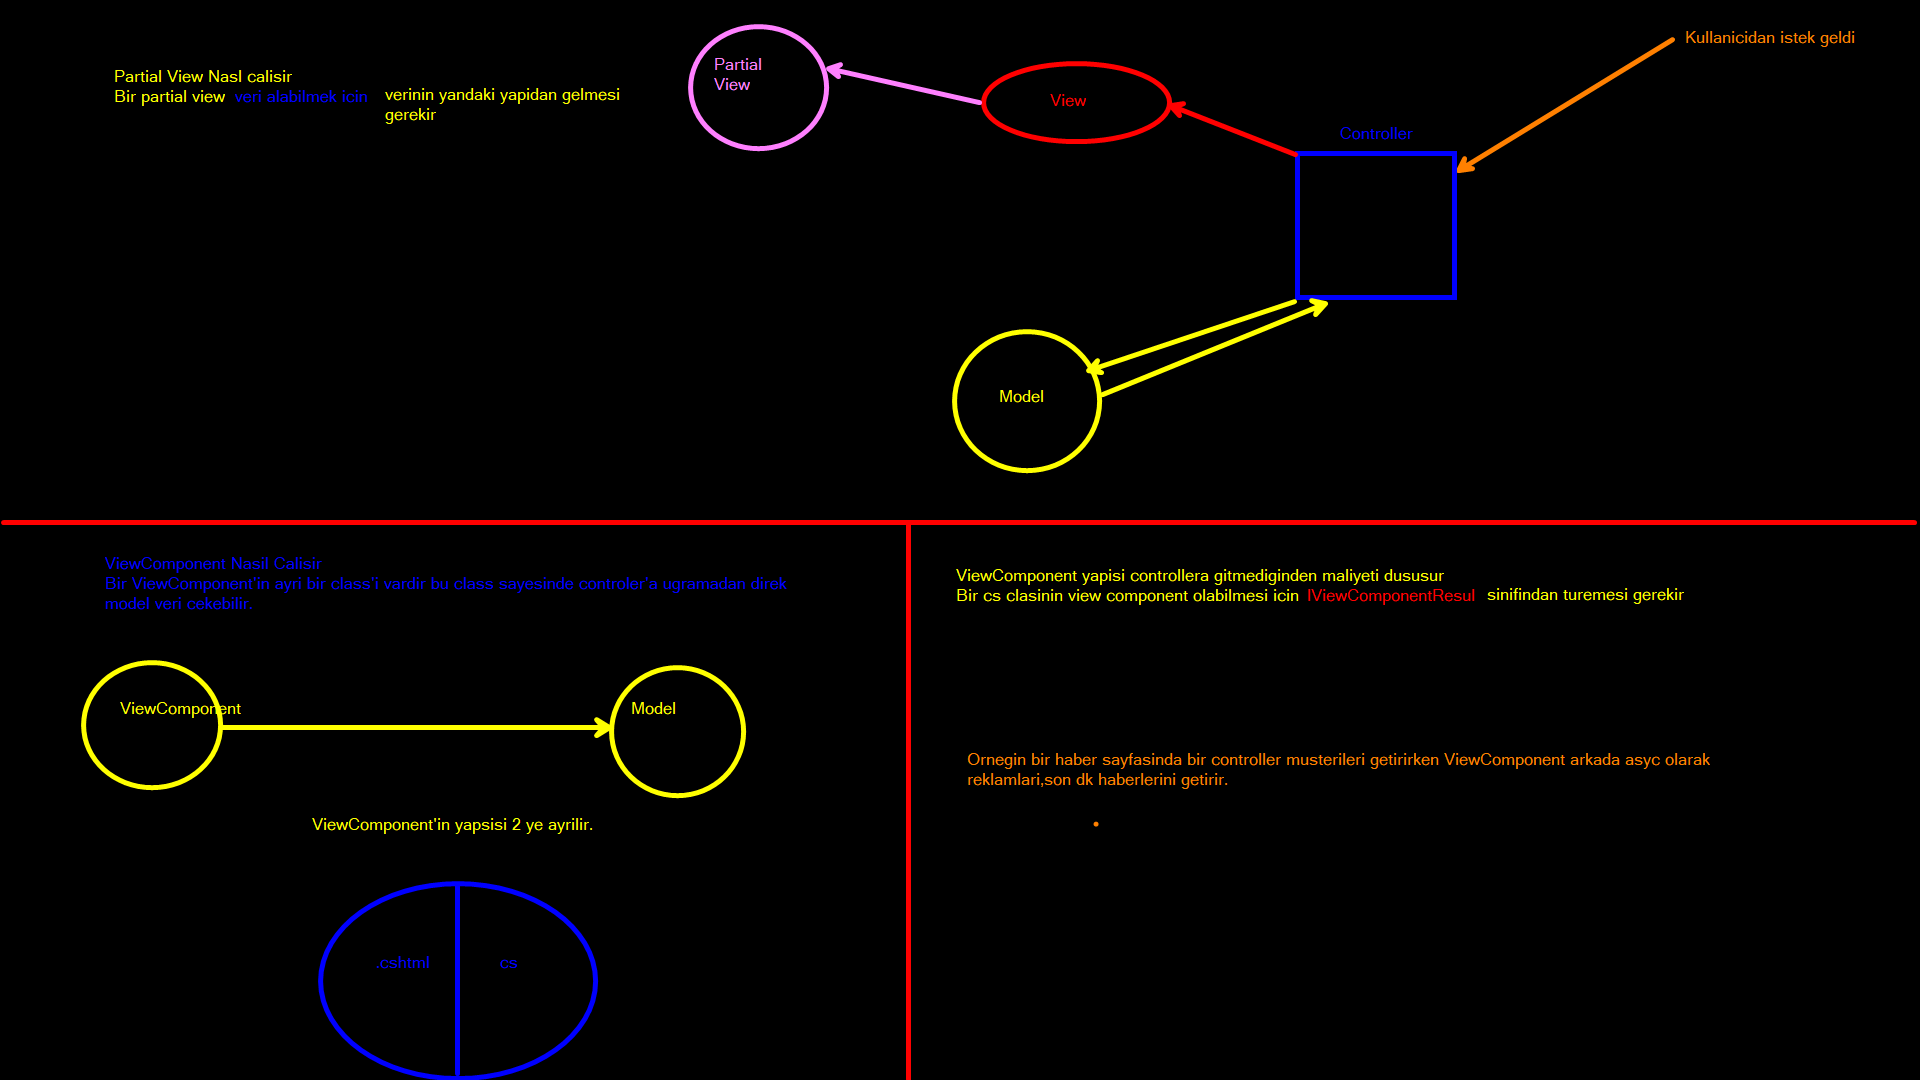 Partial View Nasl calisir
Bir partial view veri alabilmek icin verinin yandaki yapidan gelmesi
gerekir
Partial
View
View
Kullanicidan istek geldi
Controller
Model
ViewComponent Nasil Calisir
Bir ViewComponent'in ayri bir class'i vardir bu class sayesinde controler'a ugramadan direk
model veri cekebilir.
ViewComponent
Model
ViewComponent'in yapsisi 2 ye ayrilir.
.cshtml
cs
ViewComponent yapisi controllera gitmediginden maliyeti dususur
Bir cs clasinin view component olabilmesi icin IViewComponentResul sinifindan turemesi gerekir
Ornegin bir haber sayfasinda bir controller musterileri getirirken ViewComponent arkada asyc olarak
reklamlari,son dk haberlerini getirir.